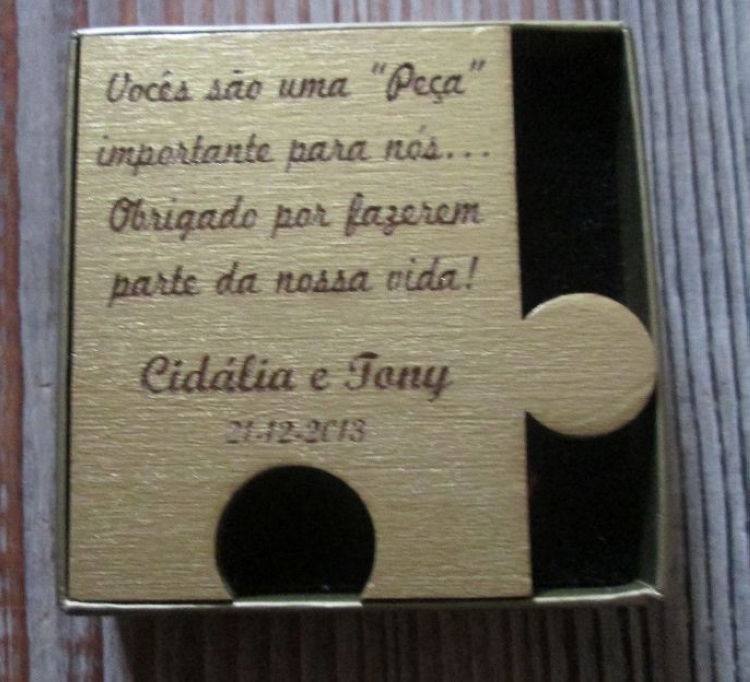 Vocês são uma "Peça"
importante para nós...
Obrigado por fazerem
parte da nossa vida!
Cidália e Tony
21-12-2013